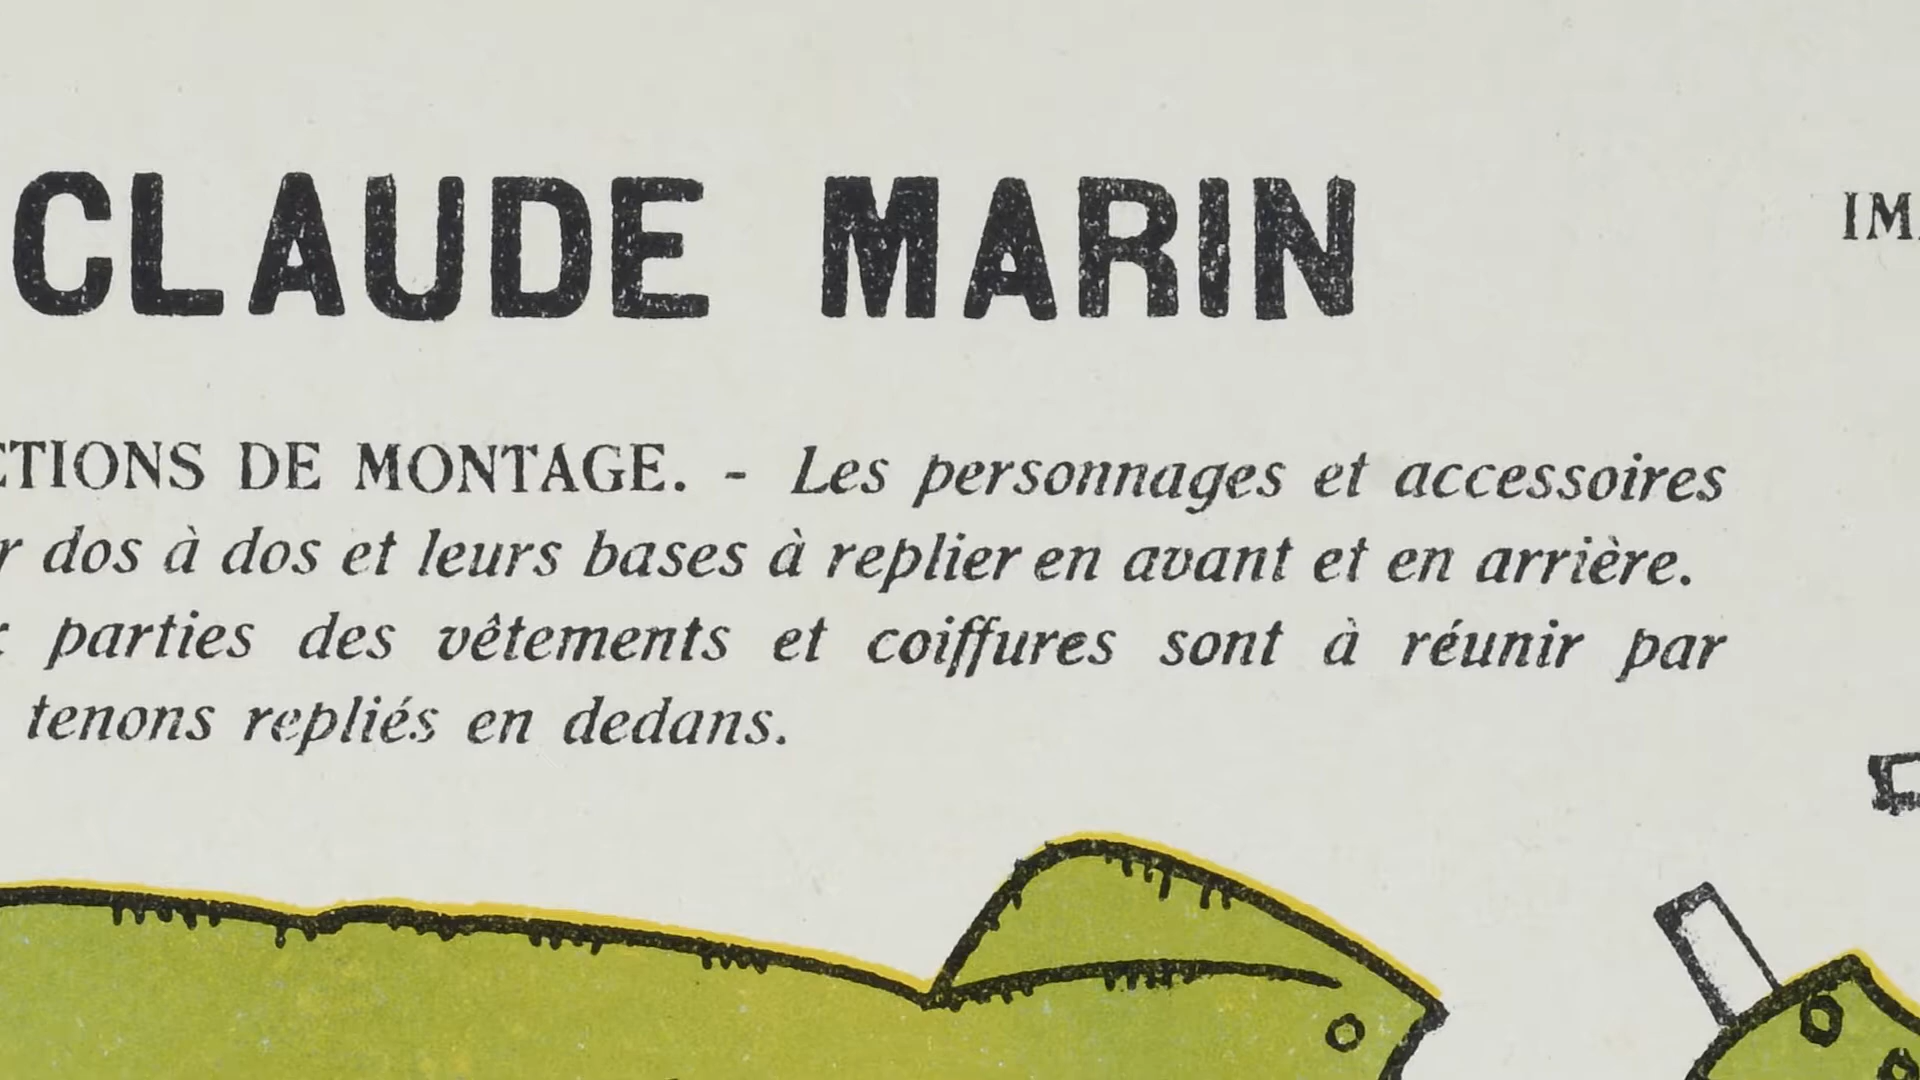 CLAUDE MARIN
IM
CTIONS DE MONTAGE. - Les personnages et accessoires
r dos à dos et leurs bases à replier en avant et en arrière.
parties des vêtements et coiffures sont à réunir par
tenons repliés en dedans.